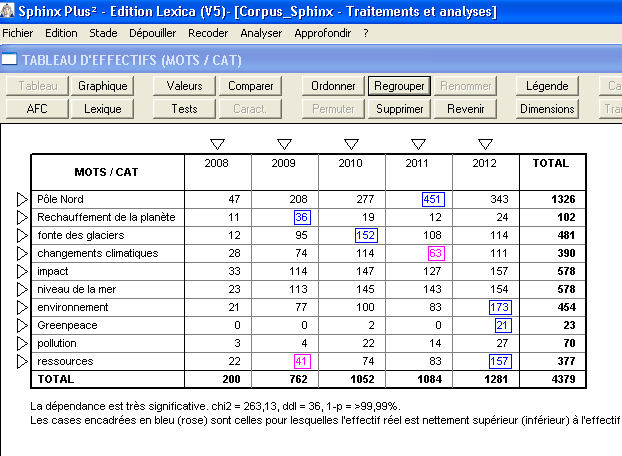 Sphinx Plus² - Edition Lexica (V5)- [Corpus_Sphinx - Traitements et analyses]
Fichier Edition Stade Dépouiller Recoder Analyser Approfondir ?
TABLEAU D'EFFECTIFS (MOTS / CAT)
Tableau Graphique Valeurs Comparer Ordonner Regrouper Renommer Légende Ca
AFC Lexique Tests Caract. Permuter Supprimer Revenir Dimensions Tra
MOTS / CAT 2008 2009 2010 2011 2012 TOTAL
Pôle Nord 47 208 277 451 343 1326
Rechauffement de la planète 11 36 19 12 24 102
fonte des glaciers 12 95 152 108 114 481
changements climatiques 28 74 114 63 111 390
impact 33 114 147 127 157 578
niveau de la mer 23 113 145 143 154 578
environnement 21 77 100 83 173 454
Greenpeace 0 0 2 0 21 23
pollution 3 4 22 14 27 70
ressources 22 41 74 83 157 377
TOTAL 200 762 1052 1084 1281 4379
La dépendance est très significative. chi2 = 263,13, ddl = 36, 1-p = >99,99%.
Les cases encadrées en bleu (rose) sont celles pour lesquelles l'effectif réel est nettement supérieur (inférieur) à l'effectif